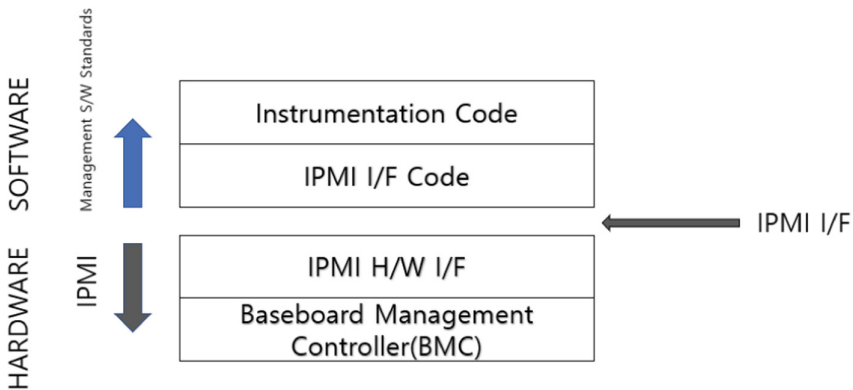 SOFTWARE
Management S/W Standards
Instrumentation Code
IPMI I/F Code
IPMI I/F
HARDWARE
IPMI
IPMI H/W I/F
Baseboard Management
Controller(BMC)